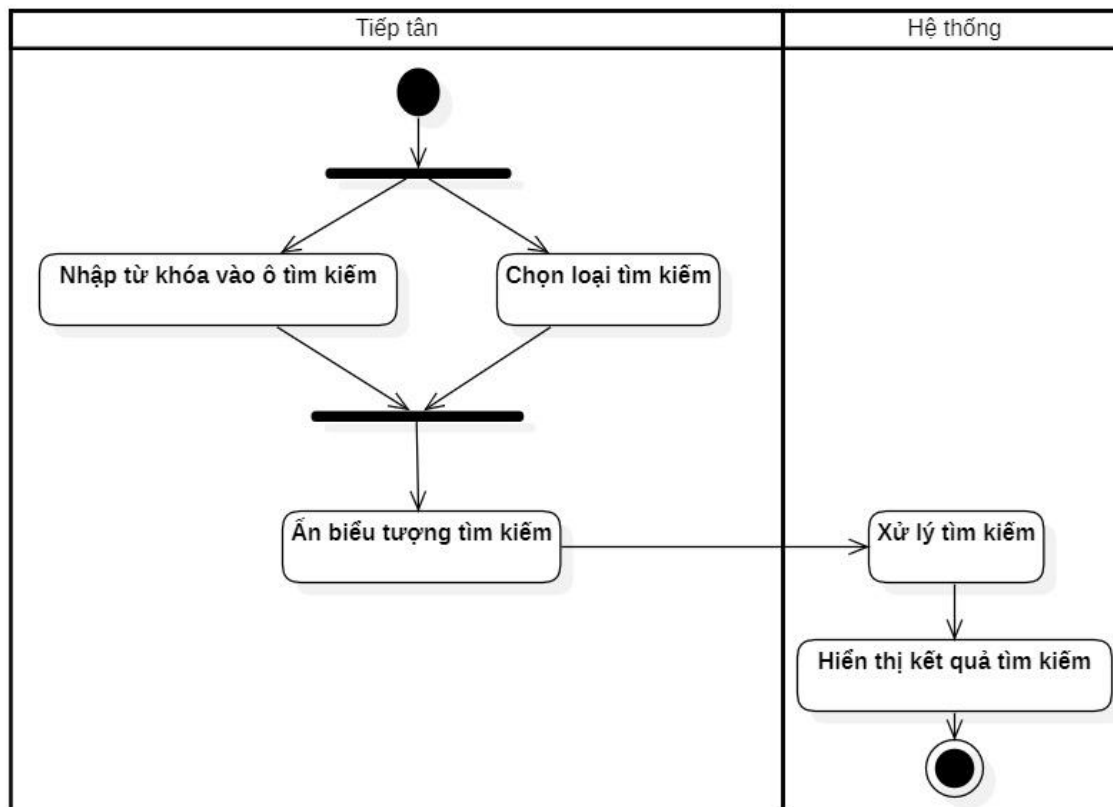 Tiếp tân
Hệ thống
Nhập từ khóa vào ô tìm kiếm
Chọn loại tìm kiếm
Ấn biểu tượng tìm kiếm
Xử lý tìm kiếm
Hiển thị kết quả tìm kiếm